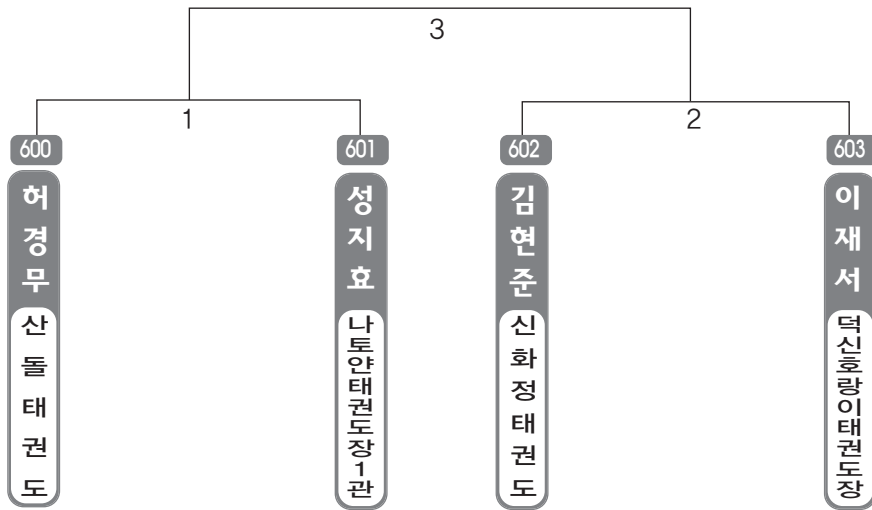 3
1
2
600
601
602
603
허경무
성지효
김현준
이재서
산돌태권도
나토얀태권도장1관
신화정태권도
덕신호랑이태권도장